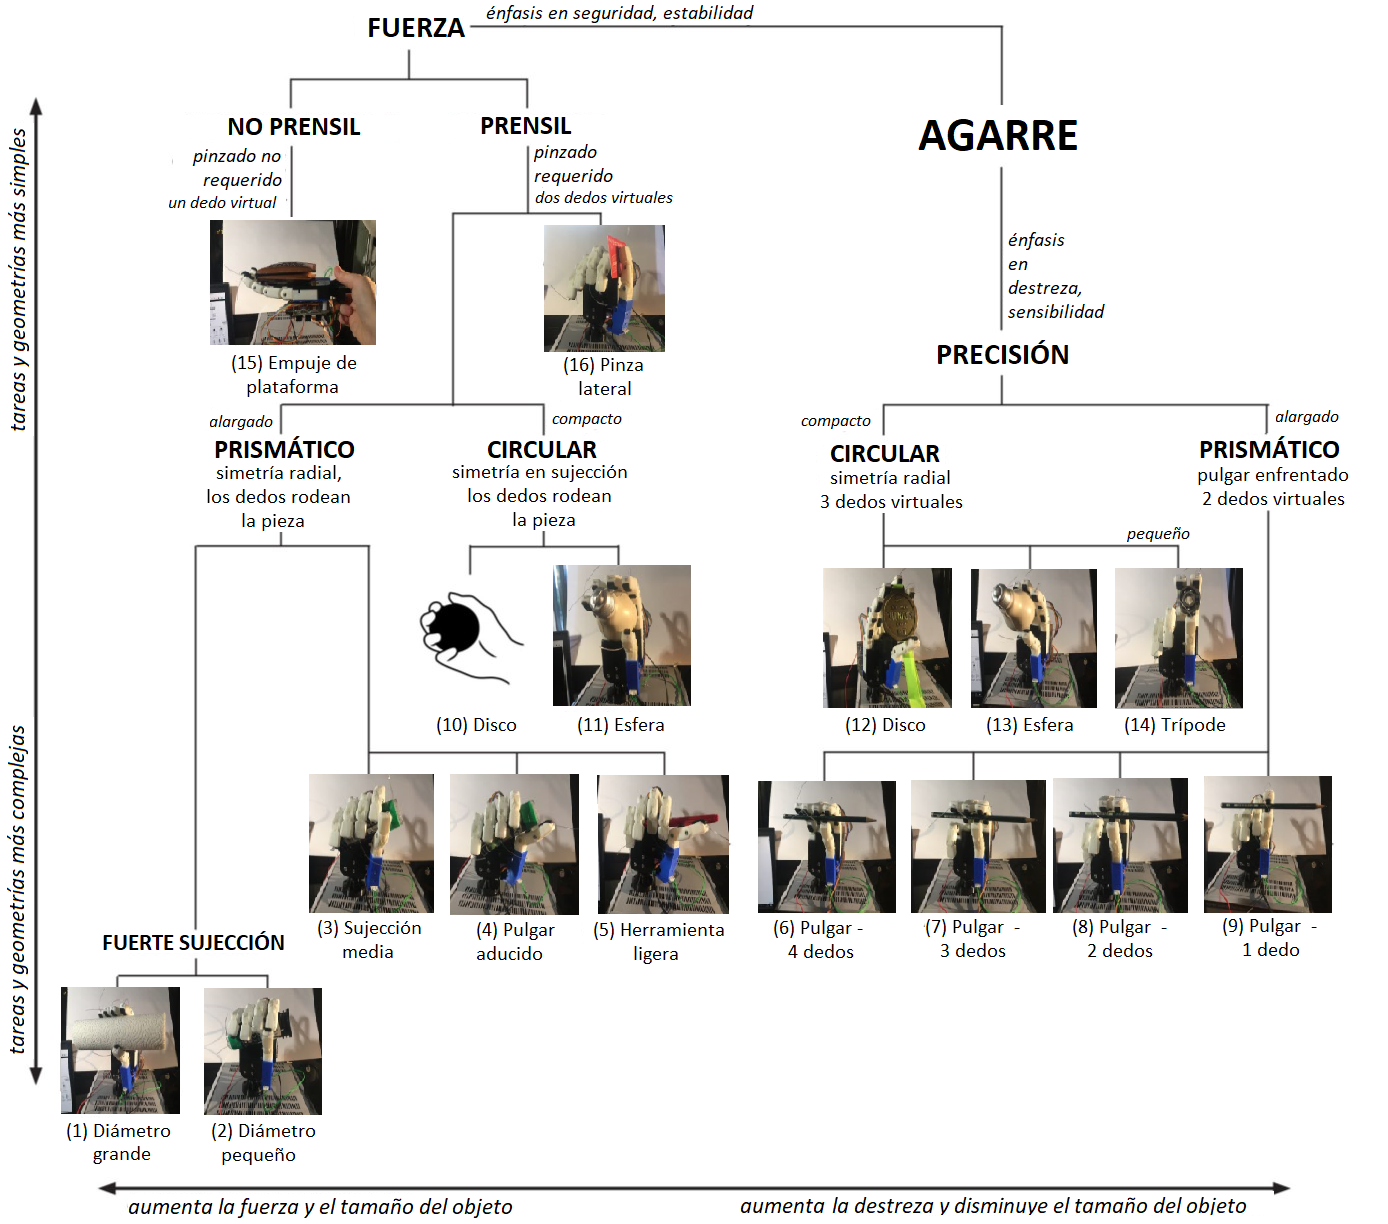 FUERZA
énfasis en seguridad, estabilidad
NO PRENSIL
pinzado no
requerido
un dedo virtual
PRENSIL
pinzado
requerido
dos dedos virtuales
AGARRE
énfasis
en
destreza,
sensibilidad
PRECISIÓN
(15) Empuje de
plataforma
(16) Pinza
lateral
alargado
PRISMÁTICO
simetría radial,
los dedos rodean
la pieza
compacto
CIRCULAR
simetría en sujección
los dedos rodean
la pieza
compacto
CIRCULAR
simetría radial
3 dedos virtuales
alargado
PRISMÁTICO
pulgar enfrentado
2 dedos virtuales
pequeño
(10) Disco
(11) Esfera
(12) Disco
(13) Esfera
(14) Trípode
(3) Sujección
media
(4) Pulgar
aducido
(5) Herramienta
ligera
(6) Pulgar -
4 dedos
(7) Pulgar -
3 dedos
(8) Pulgar -
2 dedos
(9) Pulgar -
1 dedo
FUERTE SUJECCIÓN
(1) Diámetro
grande
(2) Diámetro
pequeño
tareas y geometrías más simples
tareas y geometrías más complejas
aumenta la fuerza y el tamaño del objeto
aumenta la destreza y disminuye el tamaño del objeto